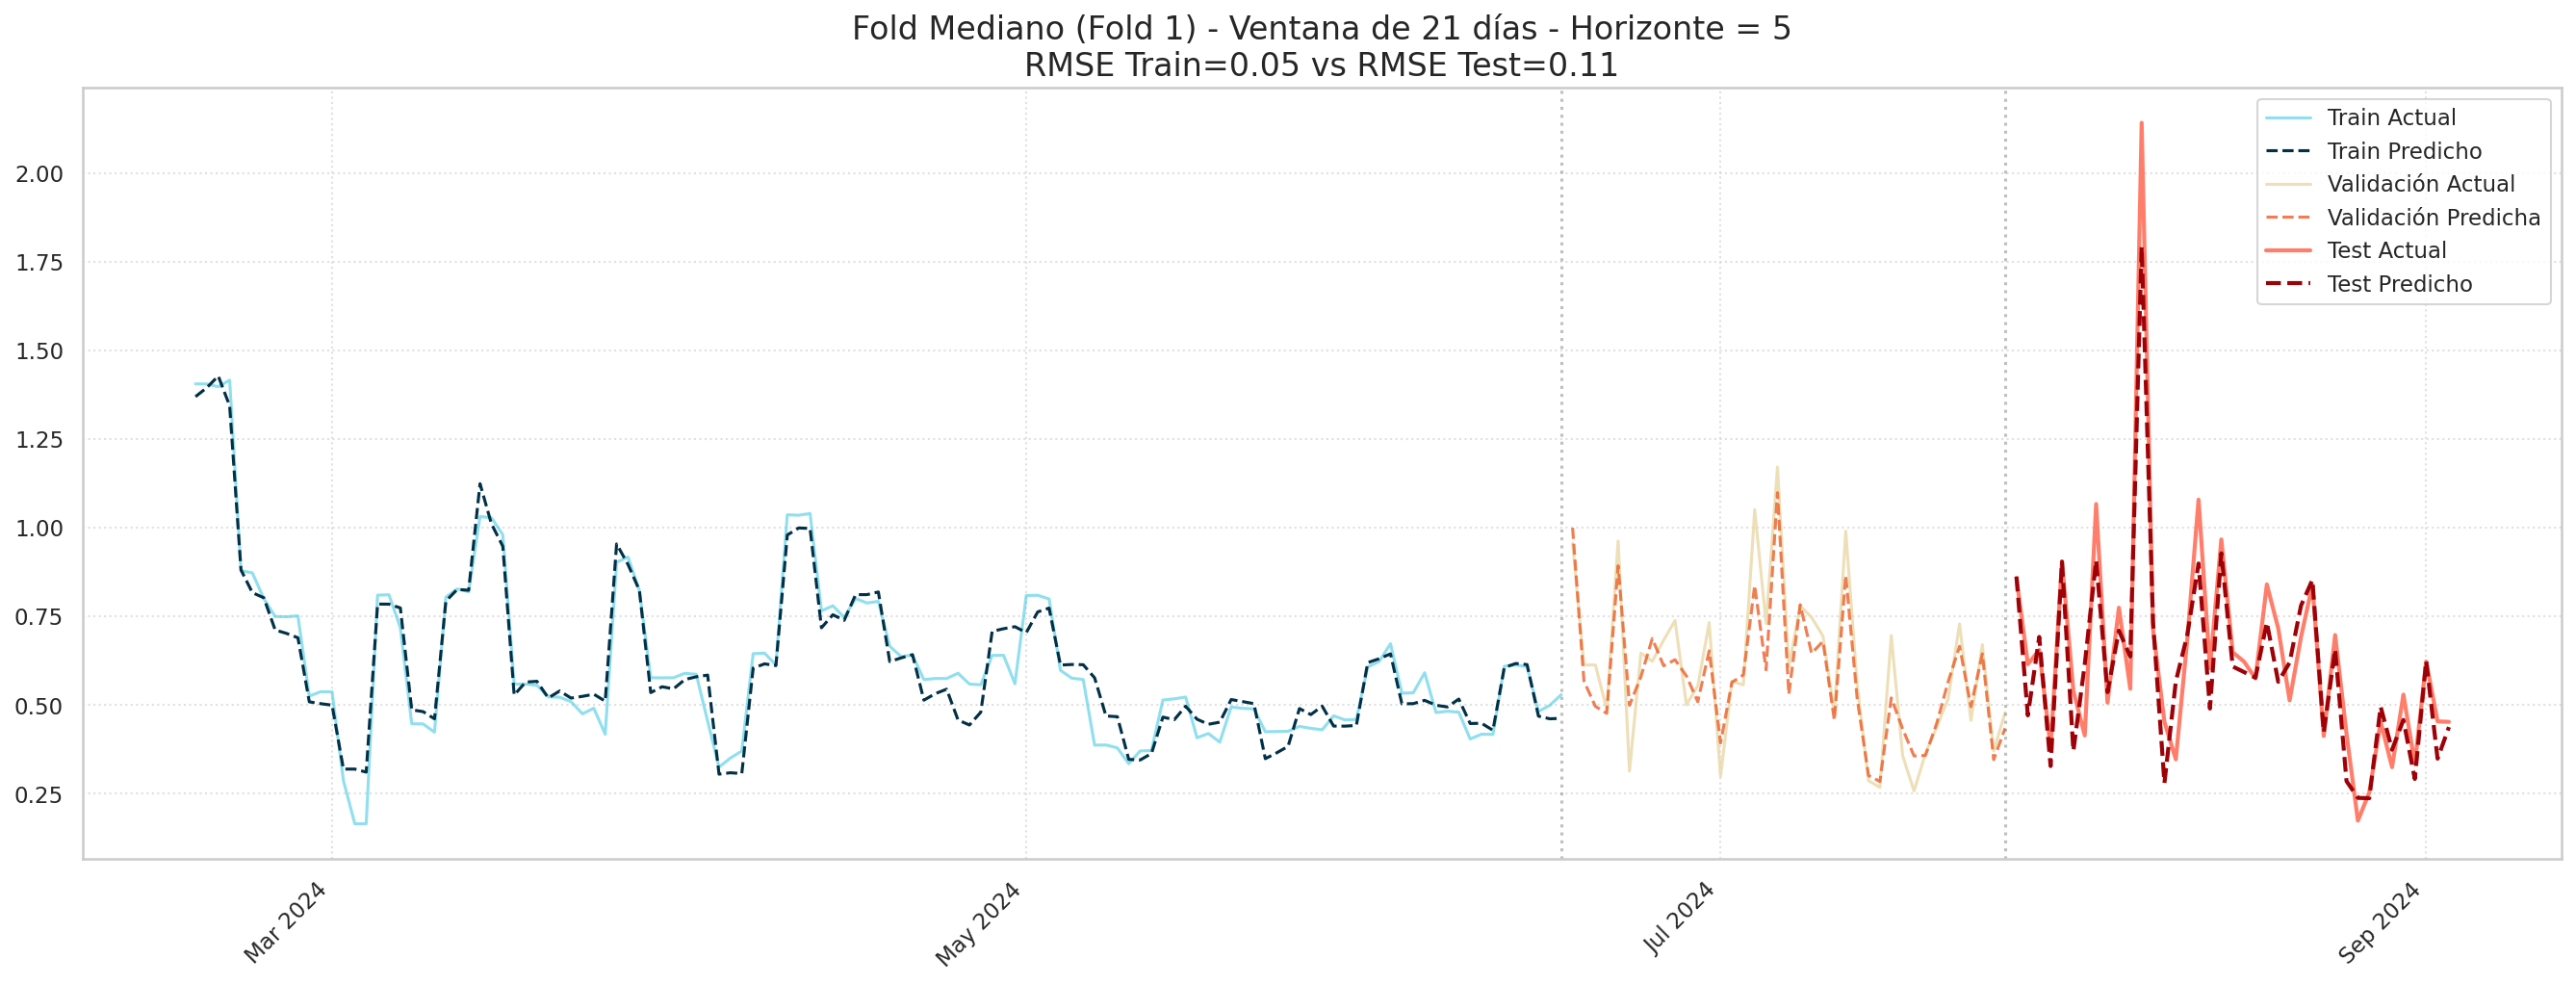 Fold Mediano (Fold 1) - Ventana de 21 días - Horizonte = 5
RMSE Train=0.05 vs RMSE Test=0.11
Train Actual
Train Predicho
Validación Actual
Validación Predicha
Test Actual
Test Predicho
2.00
1.75
1.50
1.25
1.00
0.75
0.50
0.25
Mar 2024
May 2024
Jul 2024
Sep 2024